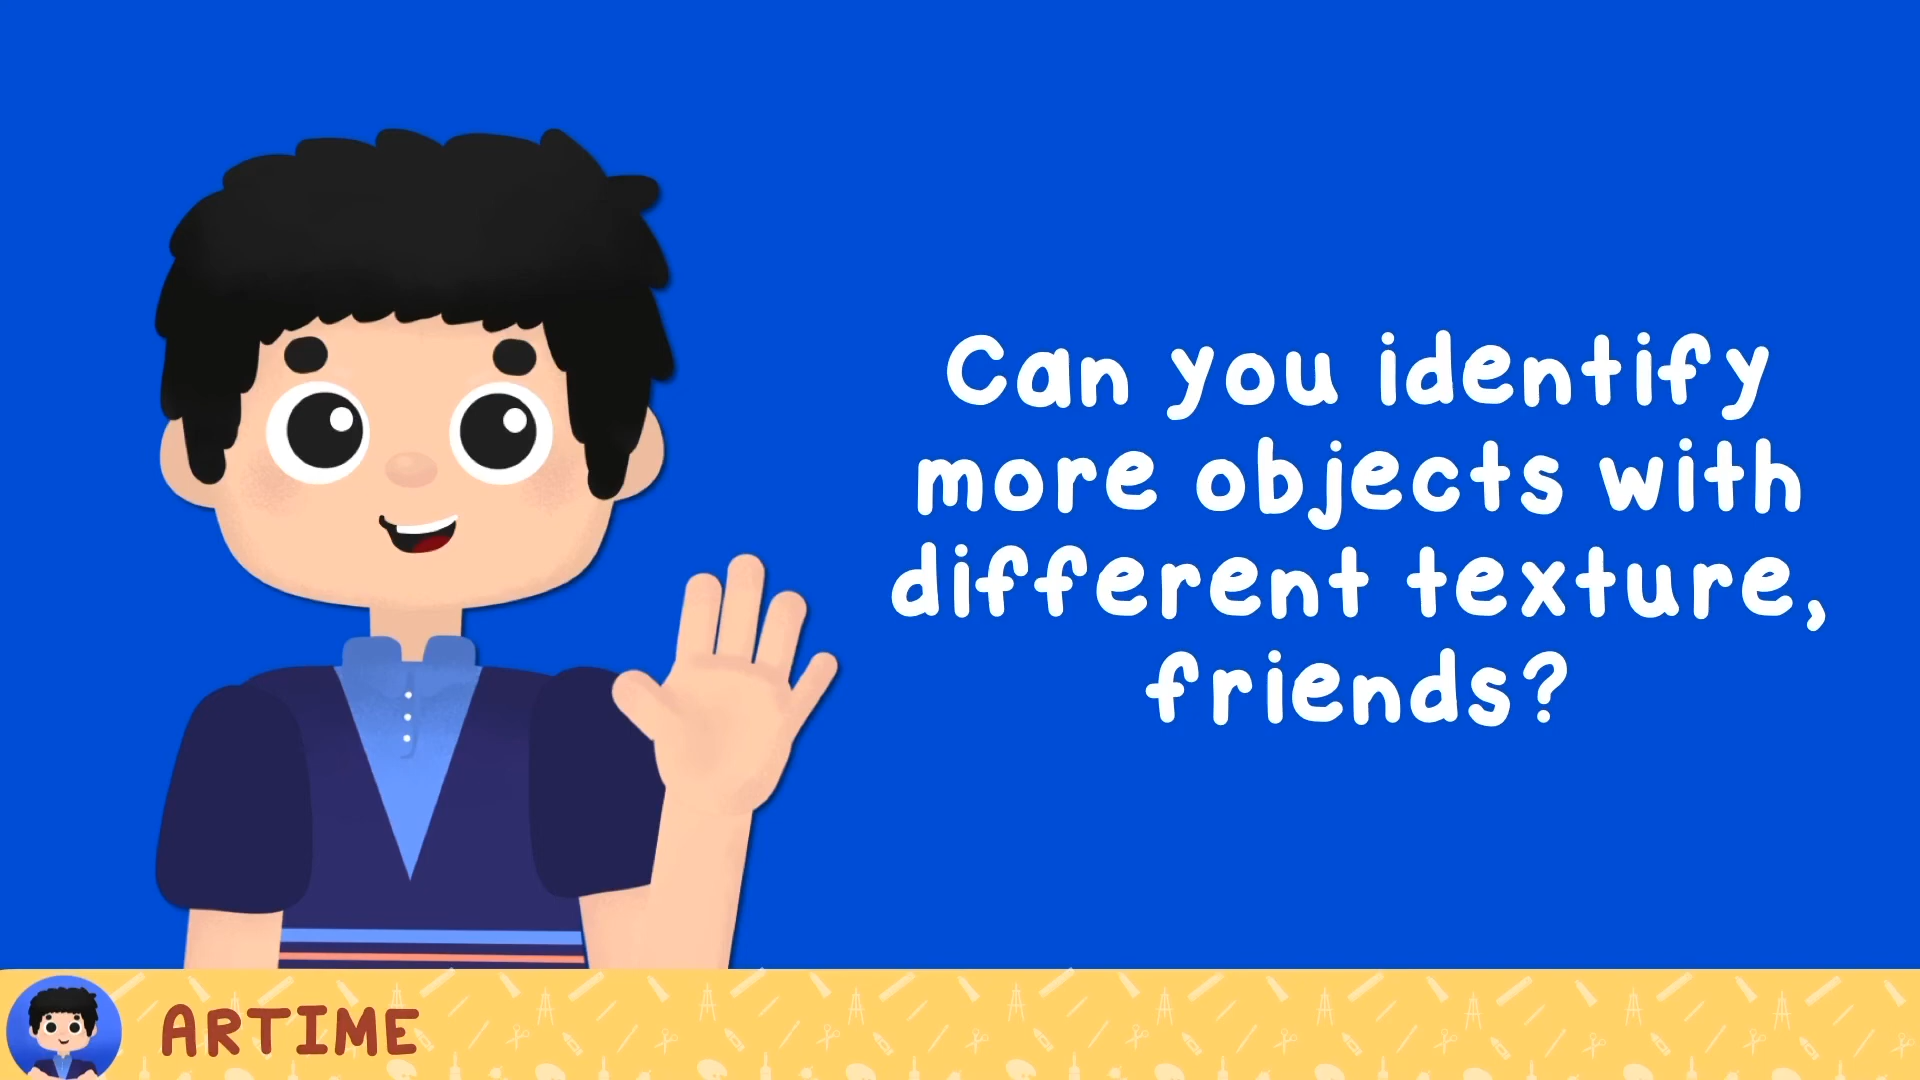 Can you identify
more objects with
different texture,
friends?
ARTIME